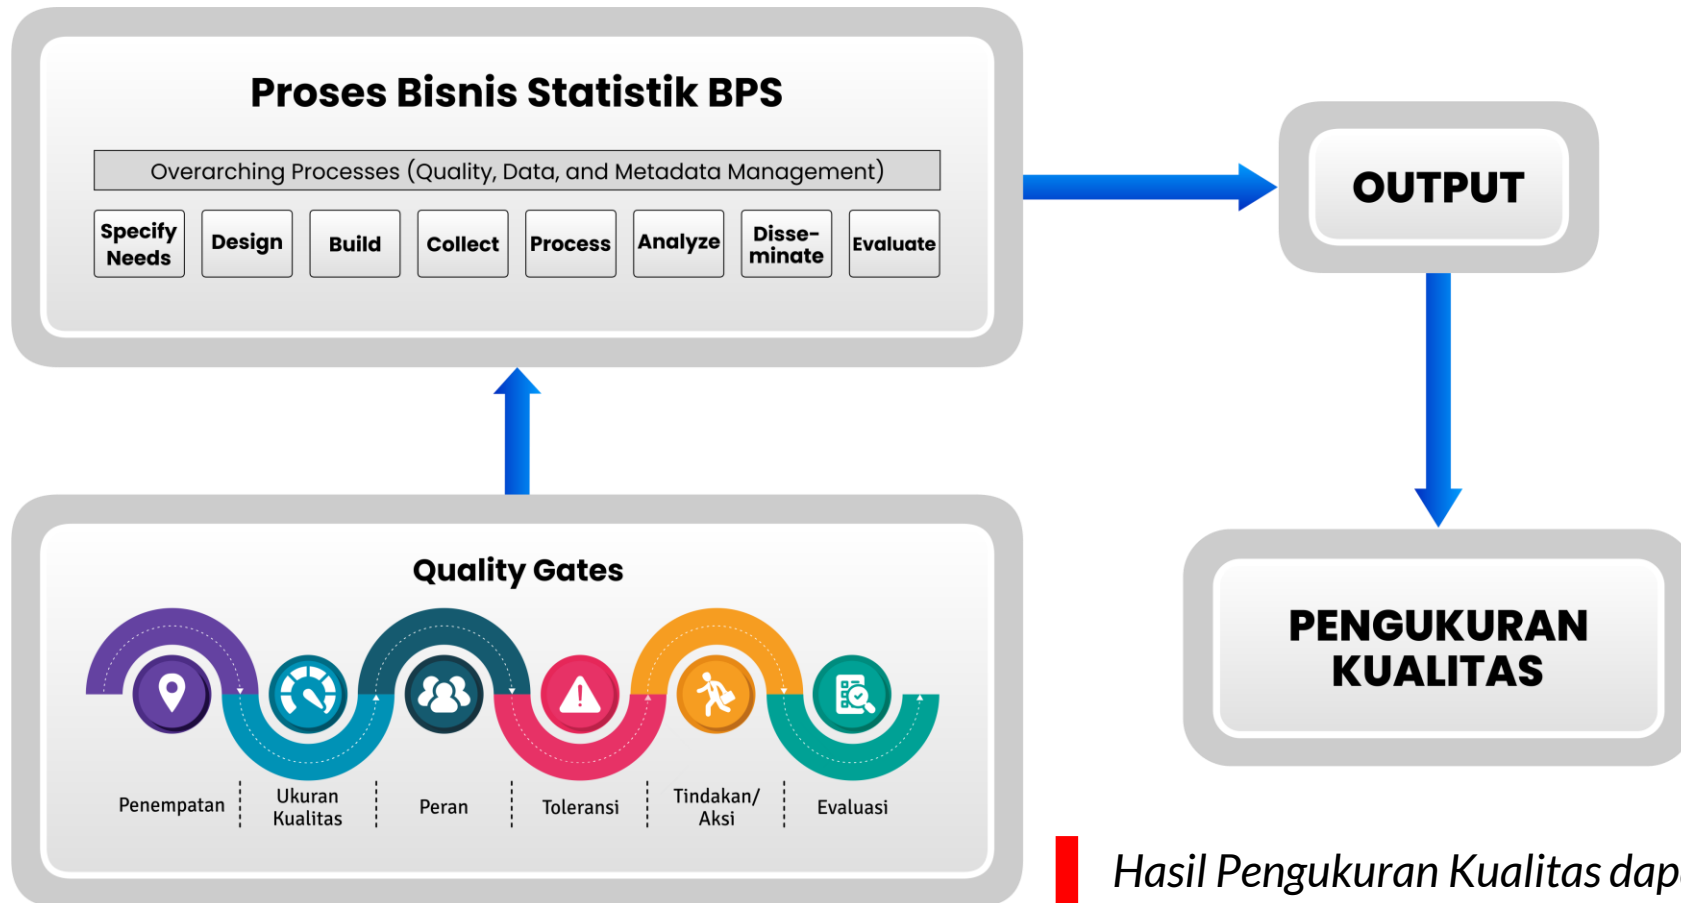 Proses Bisnis Statistik BPS
Overarching Processes (Quality, Data, and Metadata Management)
Specify
Needs
Design
Build
Collect
Process
Analyze
Disse-
minate
Evaluate
OUTPUT
Quality Gates
Penempatan
Ukuran
Kualitas
Peran
Toleransi
Tindakan/
Aksi
Evaluasi
PENGUKURAN
KUALITAS
Hasil Pengukuran Kualitas